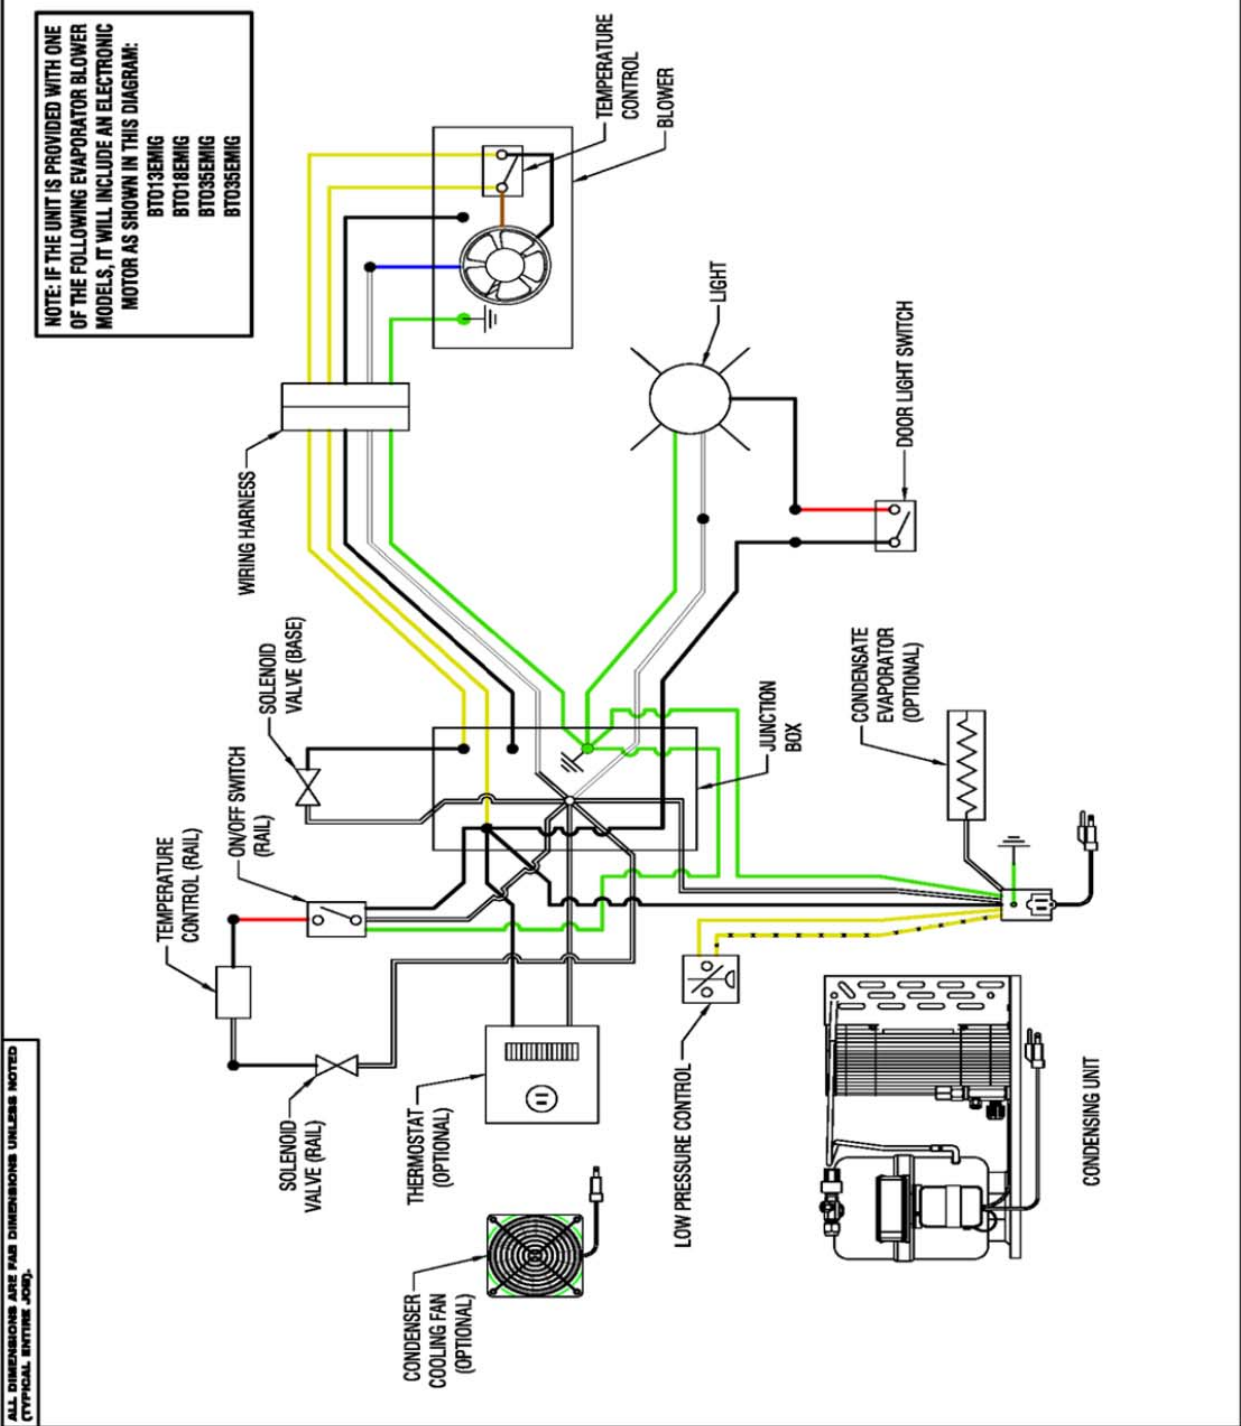 ALL DIMENSIONS ARE FAB DIMENSIONS UNLESS NOTED
(TYPICAL ENTIRE JOB).
NOTE: IF THE UNIT IS PROVIDED WITH ONE
OF THE FOLLOWING EVAPORATOR BLOWER
MODELS, IT WILL INCLUDE AN ELECTRONIC
MOTOR AS SHOWN IN THIS DIAGRAM:
BTO13EMIG
BTO18EMIG
BTO35EMIG
BTO35EMIG
TEMPERATURE
CONTROL (RAIL)
ON/OFF SWITCH
(RAIL)
SOLENOID
VALVE (BASE)
WIRING HARNESS
TEMPERATURE
CONTROL
BLOWER
SOLENOID
VALVE (RAIL)
LIGHT
THERMOSTAT
(OPTIONAL)
CONDENSER
COOLING FAN
(OPTIONAL)
JUNCTION
BOX
DOOR LIGHT SWITCH
LOW PRESSURE CONTROL
CONDENSATE
EVAPORATOR
(OPTIONAL)
CONDENSING UNIT